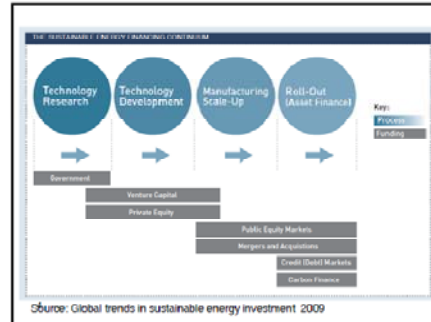 THE SUSTAINABLE ENERGY FINANCING CONTINUUM
Technology
Research
Technology
Development
Manufacturing
Scale-Up
Roll-Out
(Asset Finance)
Key:
Process
Funding
Government
Venture Capital
Private Equity
Public Equity Markets
Mergers and Acquistions
Credit (Debt) Markets
Carbon Finance
Source: Global trends in sustainable energy investment 2009